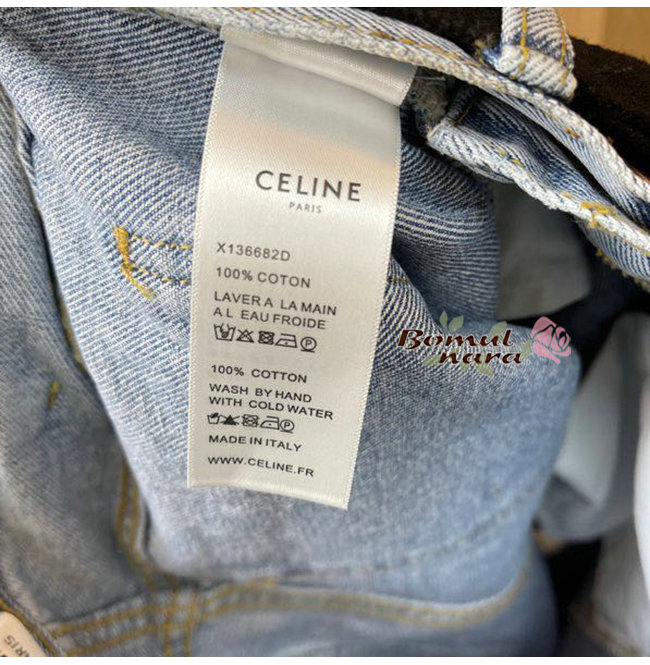 CELINE
PARIS
X136682D
100% COTON
LAVER A LA MAIN
A L EAU FROIDE
100% COTTON
WASH BY HAND
WITH COLD WATER
MADE IN ITALY
WWW.CELINE.FR
Bomul
nara